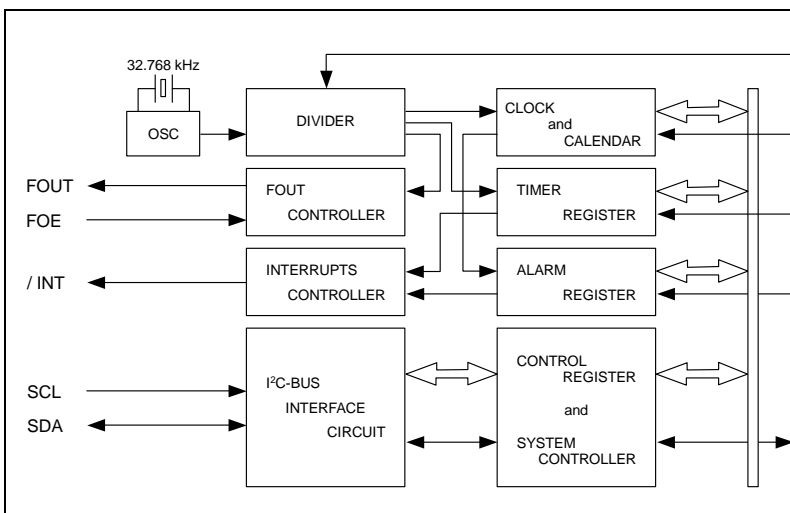 32.768 kHz
OSC
DIVIDER
CLOCK
and
CALENDAR
FOUT
FOE
FOUT
CONTROLLER
TIMER
REGISTER
/ INT
INTERRUPTS
CONTROLLER
ALARM
REGISTER
SCL
SDA
I²C-BUS
INTERFACE
CIRCUIT
CONTROL
REGISTER
and
SYSTEM
CONTROLLER